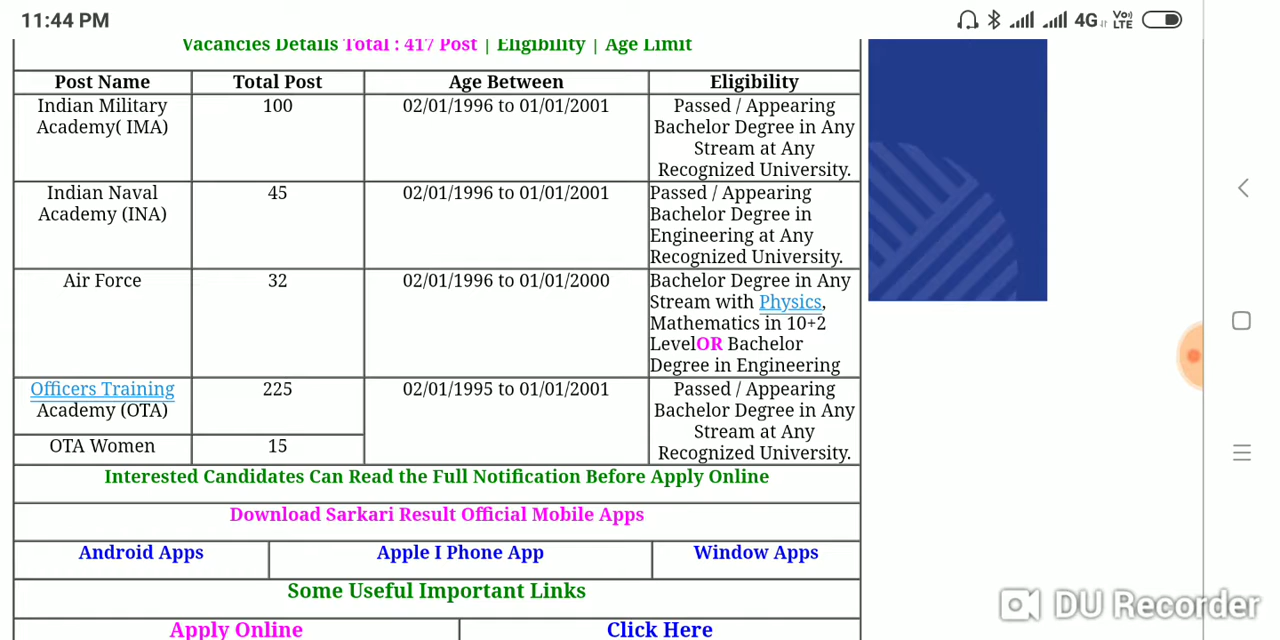 11:44 PM
4G VoI) LTE
Vacancies Details Total : 417 Post | Eligibility | Age Limit
Post Name Total Post Age Between Eligibility
Indian Military
Academy( IMA)
100
02/01/1996 to 01/01/2001
Passed / Appearing
Bachelor Degree in Any
Stream at Any
Recognized University.
Indian Naval
Academy (INA)
45
02/01/1996 to 01/01/2001
Passed / Appearing
Bachelor Degree in
Engineering at Any
Recognized University.
Air Force
32
02/01/1996 to 01/01/2000
Bachelor Degree in Any
Stream with Physics,
Mathematics in 10+2
LevelOR Bachelor
Degree in Engineering
Officers Training
Academy (OTA)
225
02/01/1995 to 01/01/2001
Passed / Appearing
Bachelor Degree in Any
Stream at Any
Recognized University.
OTA Women
15
Interested Candidates Can Read the Full Notification Before Apply Online
Download Sarkari Result Official Mobile Apps
Android Apps Apple I Phone App Window Apps
Some Useful Important Links
Apply Online Click Here
DU Recorder